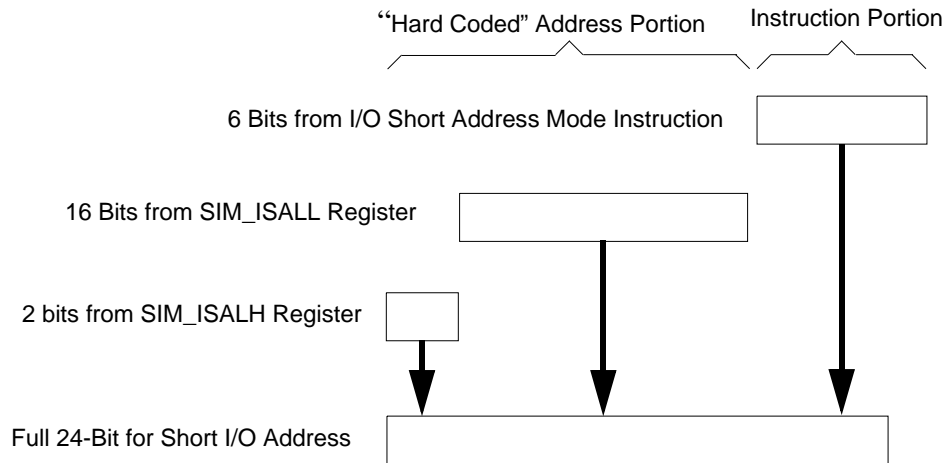 “Hard Coded” Address Portion
Instruction Portion
6 Bits from I/O Short Address Mode Instruction
16 Bits from SIM_ISALL Register
2 bits from SIM_ISALH Register
Full 24-Bit for Short I/O Address